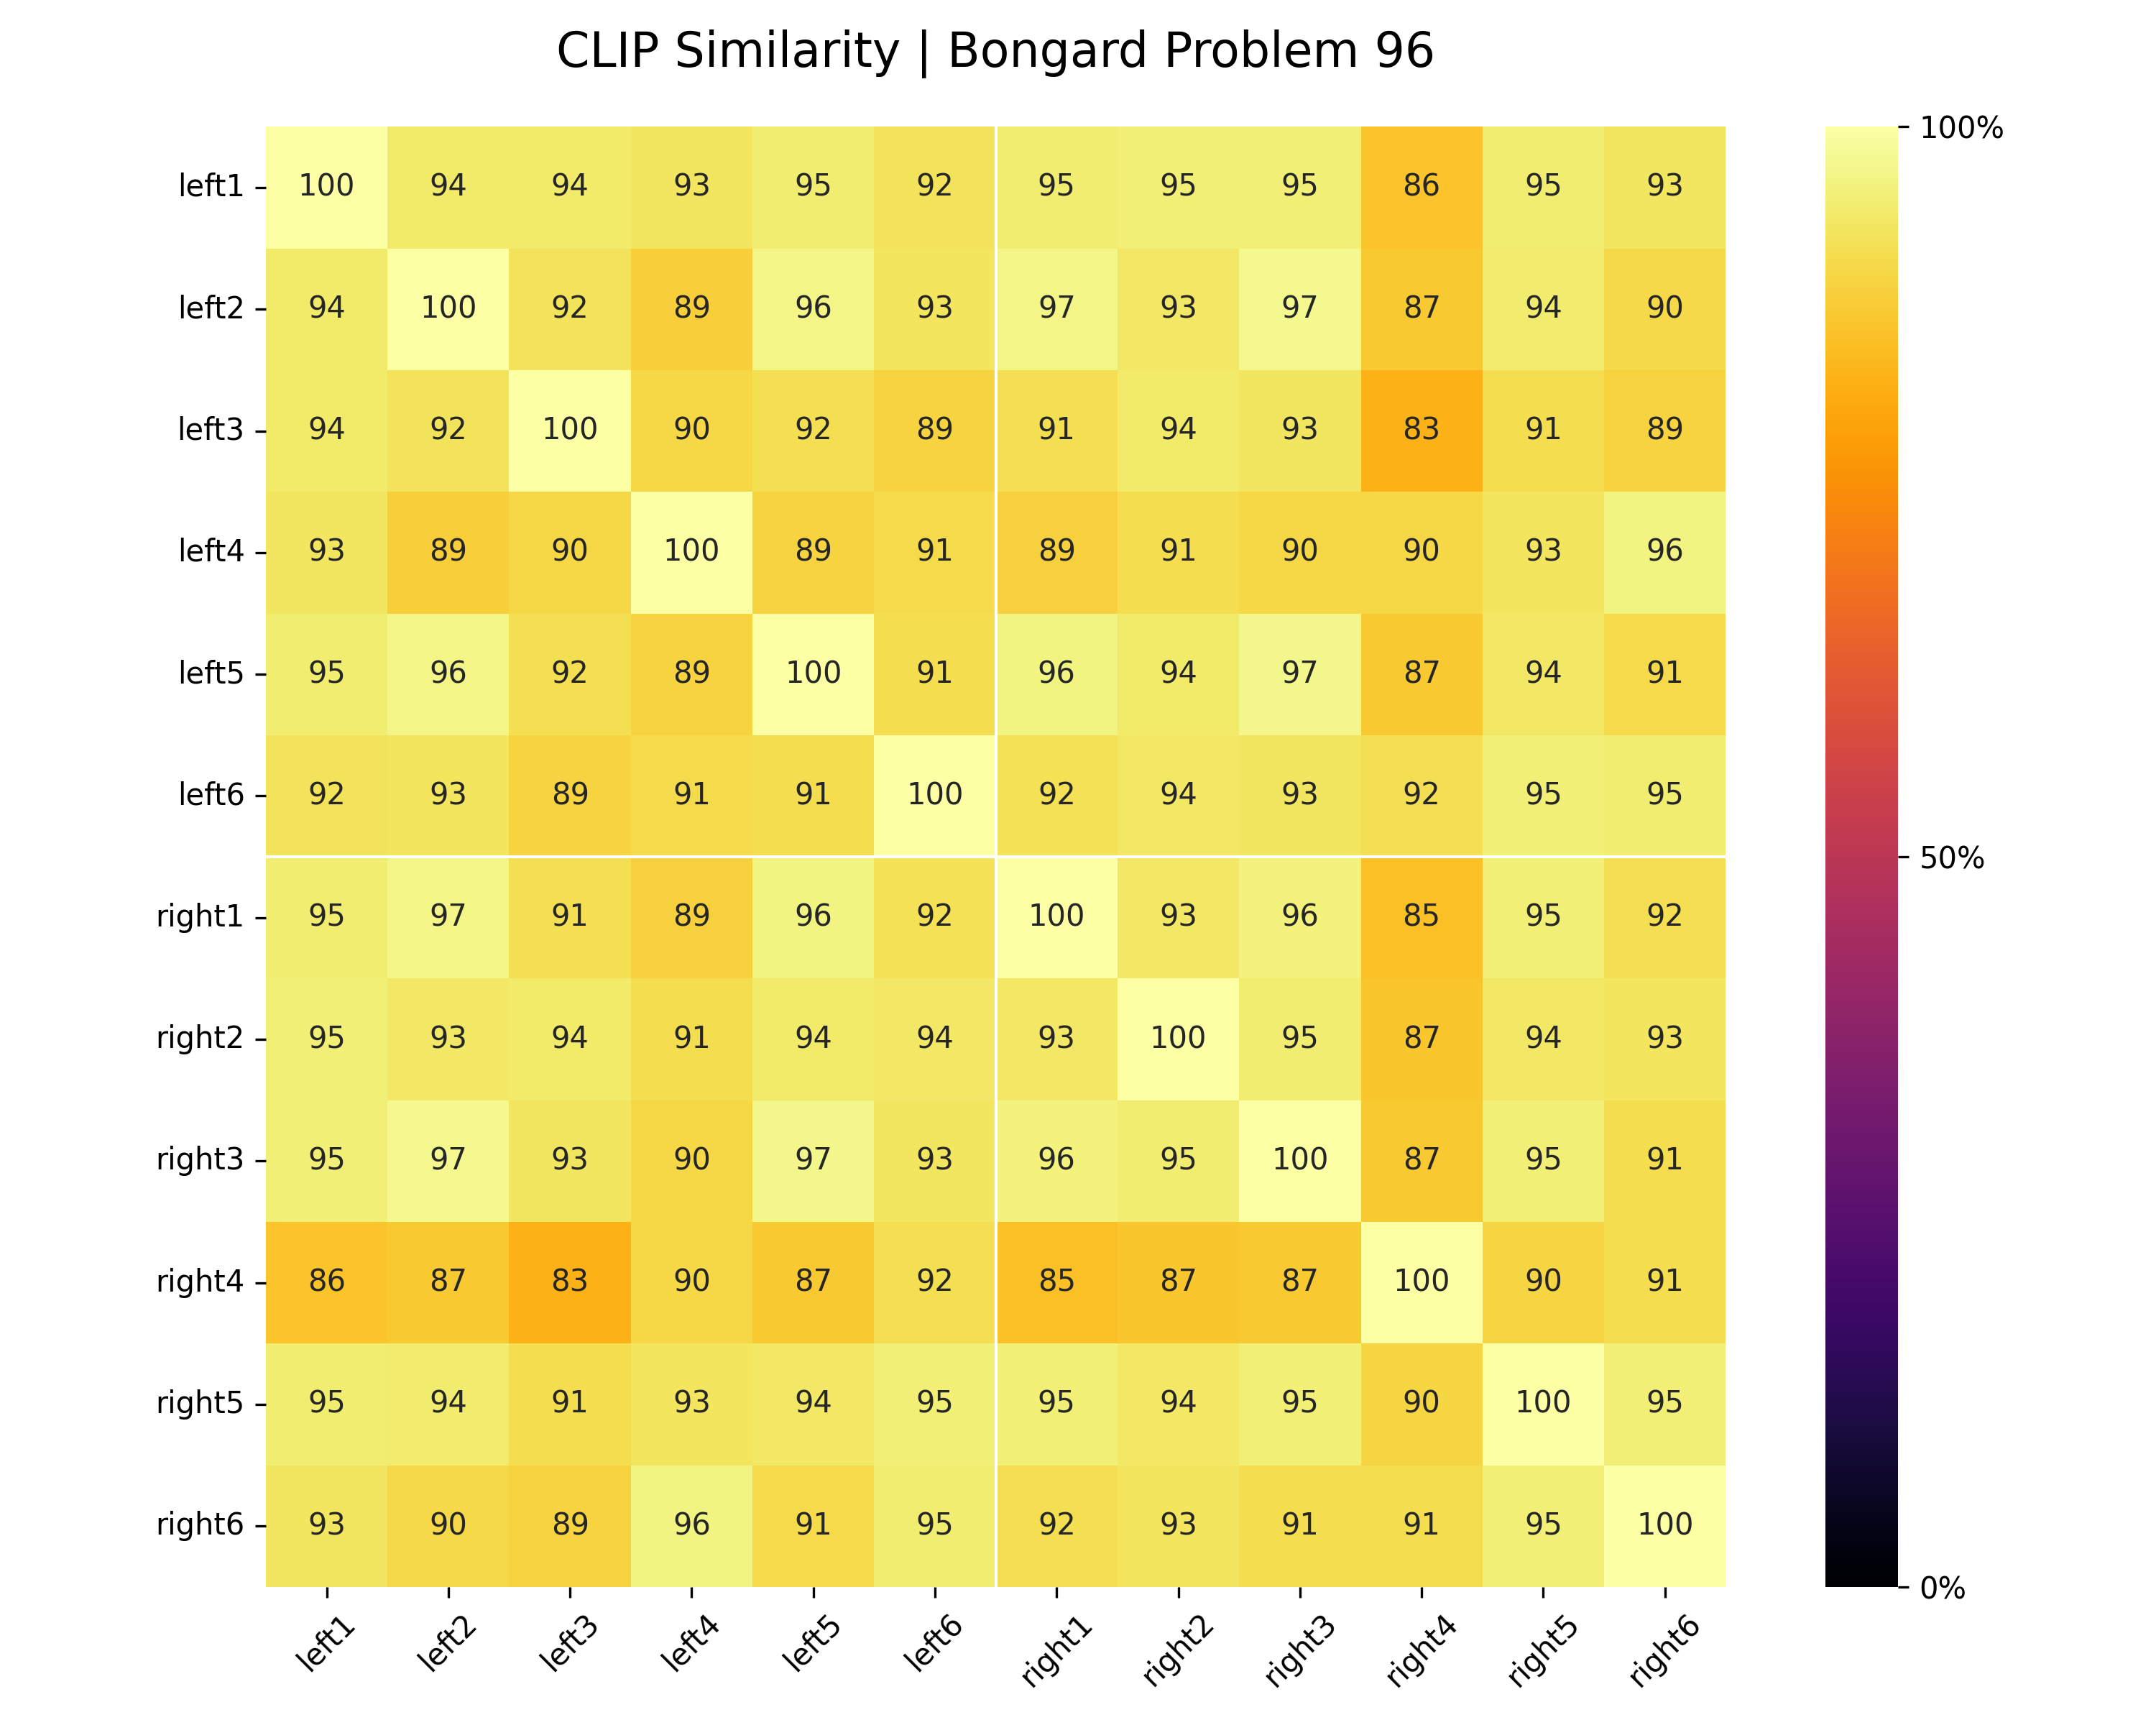 CLIP Similarity | Bongard Problem 96
100%
left1 100 94 94 93 95 92 95 95 95 86 95 93
left2 94 100 92 89 96 93 97 93 97 87 94 90
left3 94 92 100 90 92 89 91 94 93 83 91 89
left4 93 89 90 100 89 91 89 91 90 90 93 96
left5 95 96 92 89 100 91 96 94 97 87 94 91
left6 92 93 89 91 91 100 92 94 93 92 95 95
50%
right1 95 97 91 89 96 92 100 93 96 85 95 92
right2 95 93 94 91 94 94 93 100 95 87 94 93
right3 95 97 93 90 97 93 96 95 100 87 95 91
right4 86 87 83 90 87 92 85 87 87 100 90 91
right5 95 94 91 93 94 95 95 94 95 90 100 95
right6 93 90 89 96 91 95 92 93 91 91 95 100
0%
left1 left2 left3 left4 left5 left6 right1 right2 right3 right4 right5 right6